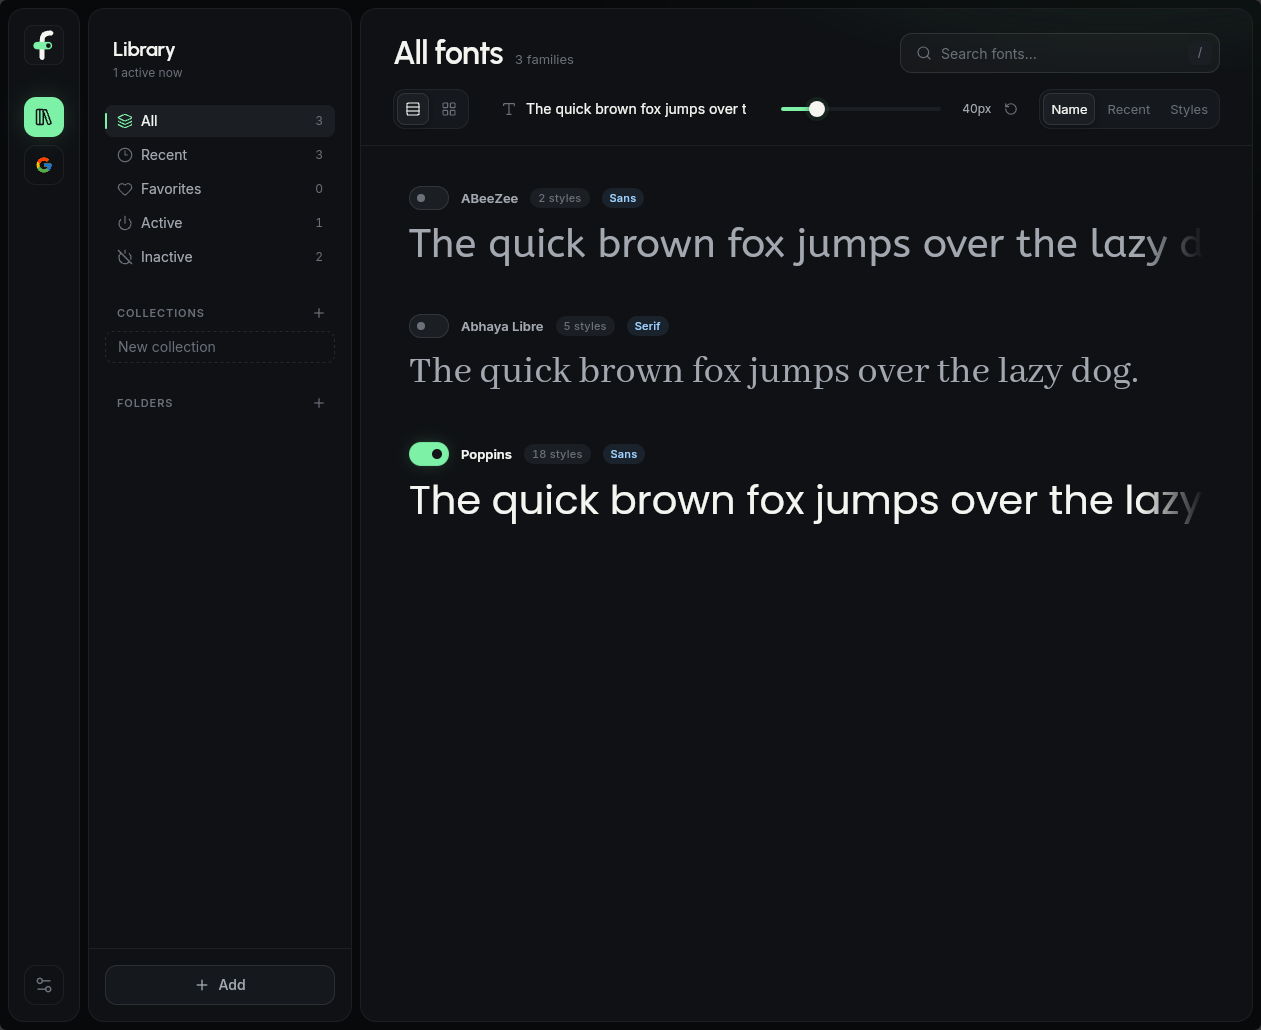 Library
1 active now
All 3
Recent 3
Favorites 0
Active 1
Inactive 2
COLLECTIONS
New collection
FOLDERS
Add
All fonts 3 families
Search fonts... /
The quick brown fox jumps over t
40px
Name Recent Styles
ABeeZee 2 styles Sans
The quick brown fox jumps over the lazy d
Abhaya Libre 5 styles Serif
The quick brown fox jumps over the lazy dog.
Poppins 18 styles Sans
The quick brown fox jumps over the lazy